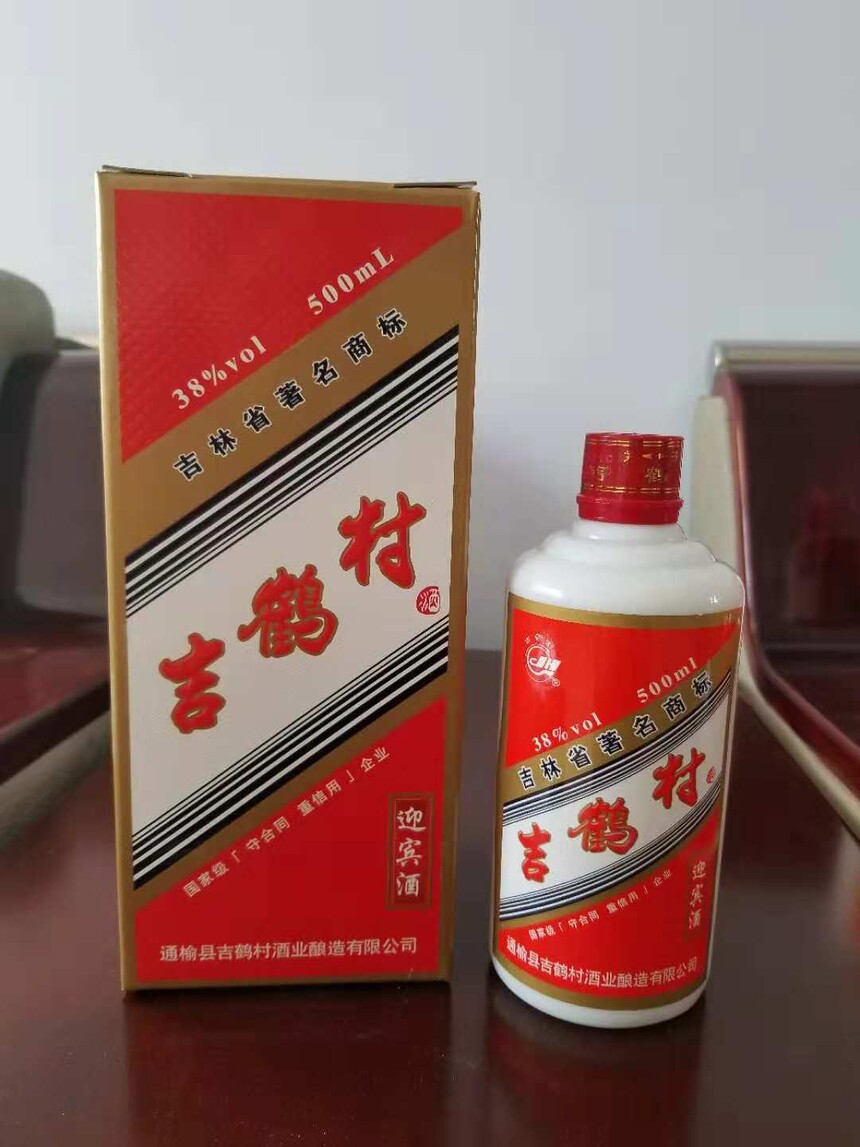 38%vol 500mL
吉林省著名商标
吉鹤村
酒
国家级「守合同 重信用」企业
迎宾酒
通榆县吉鹤村酒业酿造有限公司
JH
®
38%vol 500ml
吉林省著名商标
吉鹤村
酒
国家级「守合同 重信用」企业
迎宾酒
通榆县吉鹤村酒业酿造有限公司